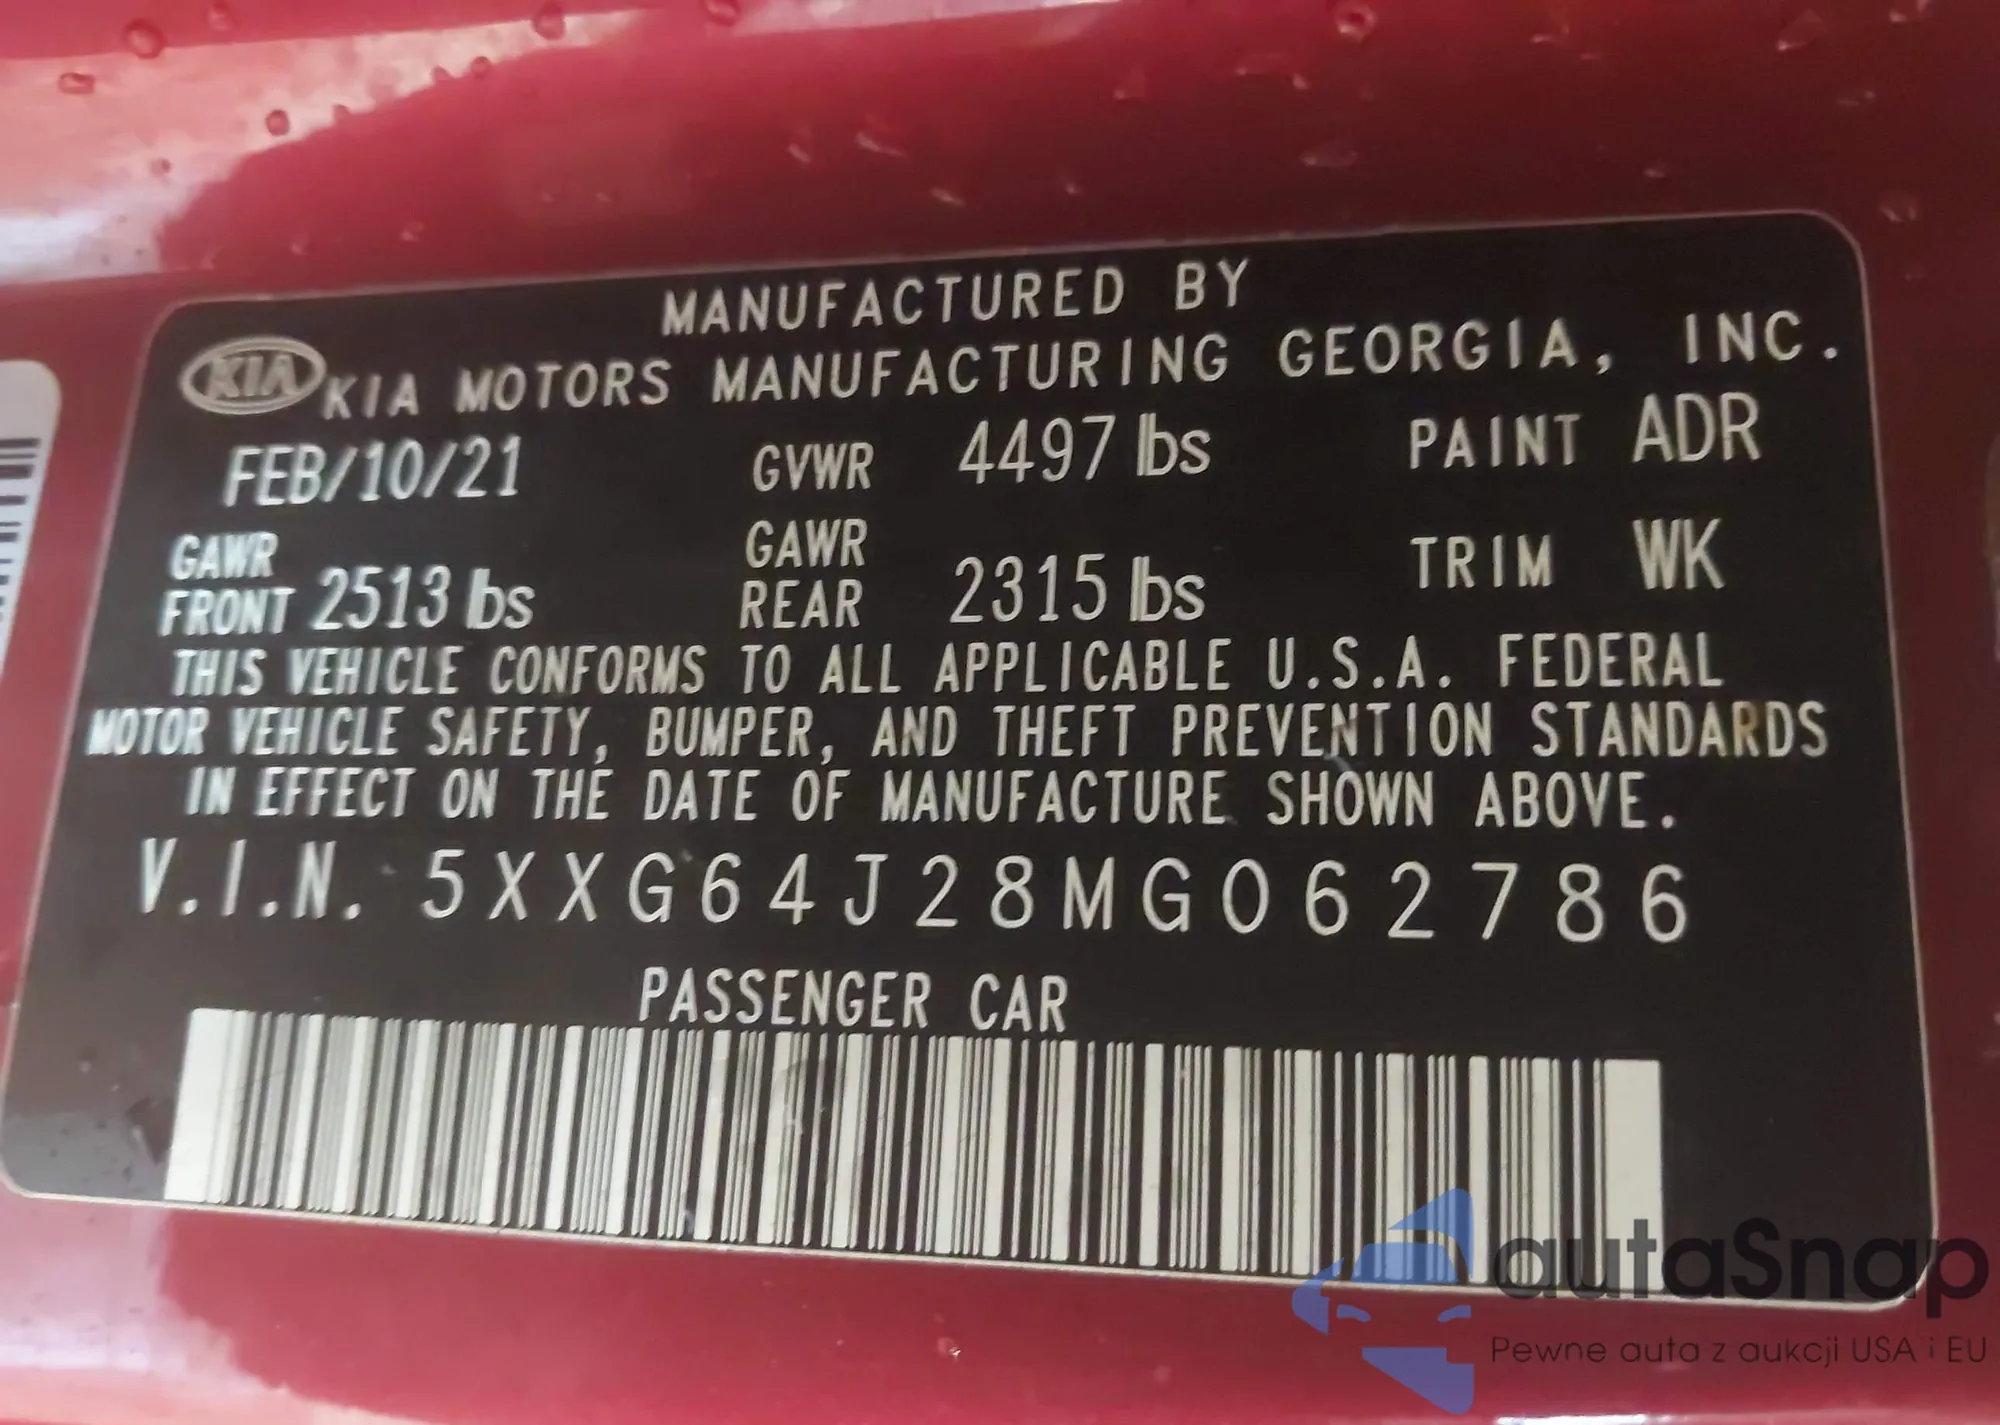 MANUFACTURED BY
KIA KIA MOTORS MANUFACTURING GEORGIA, INC.
FEB/10/21 GVWR 4497 lbs PAINT ADR
GAWR FRONT 2513 lbs GAWR REAR 2315 lbs TRIM WK
THIS VEHICLE CONFORMS TO ALL APPLICABLE U.S.A. FEDERAL
MOTOR VEHICLE SAFETY, BUMPER, AND THEFT PREVENTION STANDARDS
IN EFFECT ON THE DATE OF MANUFACTURE SHOWN ABOVE.
V.I.N. 5XXG64J28MG062786
PASSENGER CAR
autaSnap
Pewne auta z aukcji USA i EU